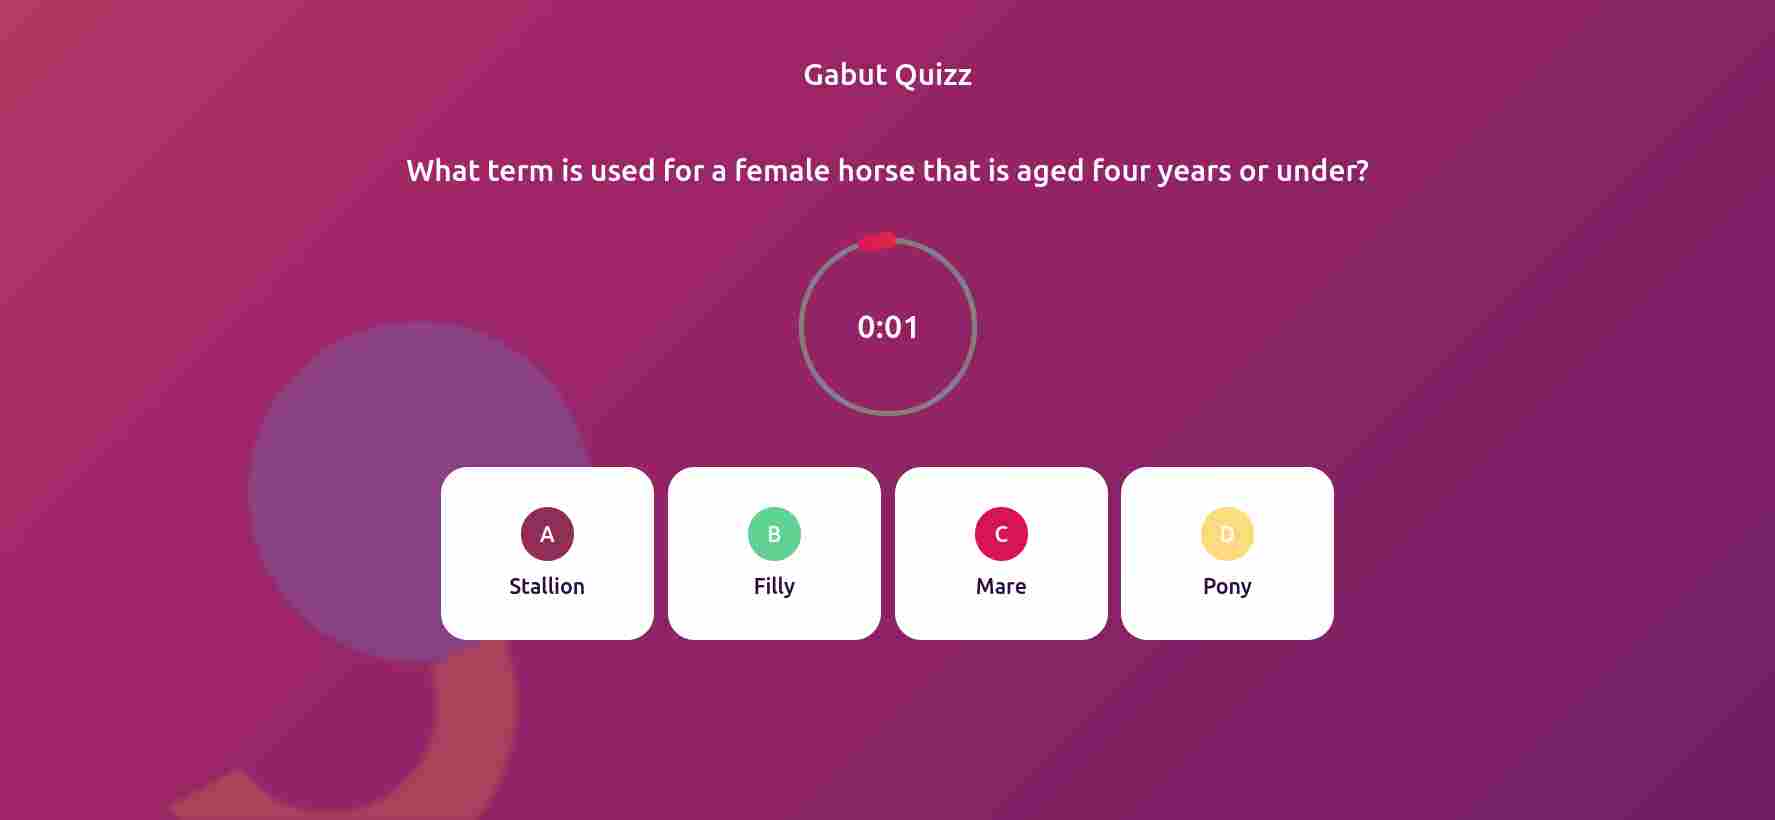 Gabut Quizz
What term is used for a female horse that is aged four years or under?
0:01
A
Stallion
B
Filly
C
Mare
D
Pony